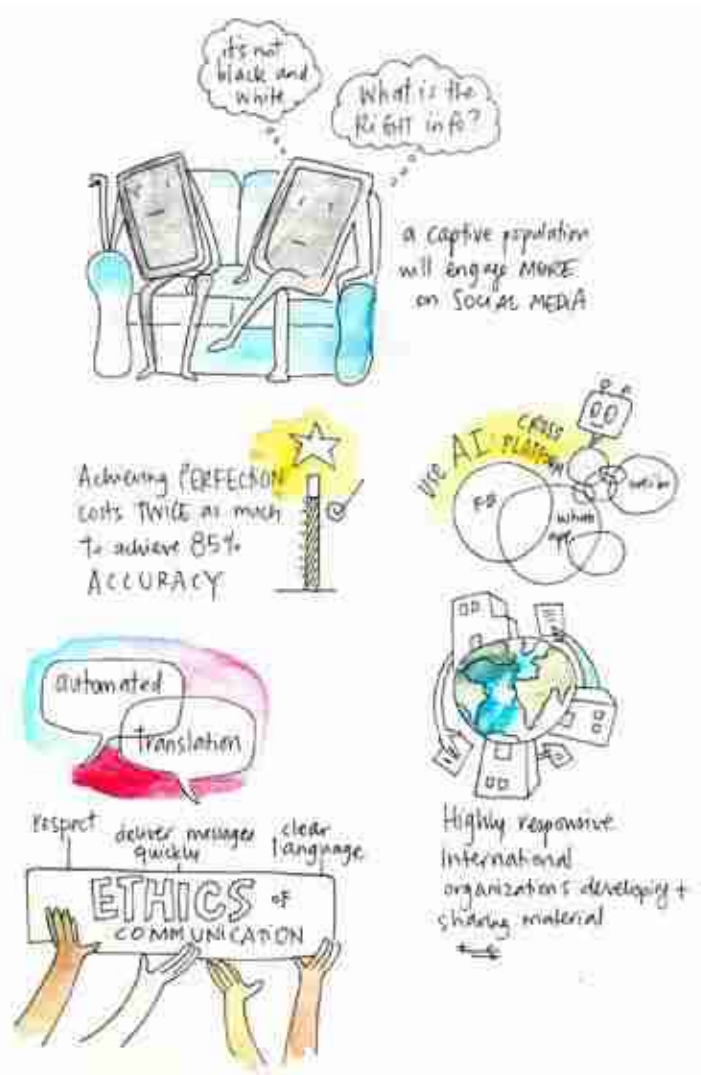 it's not
black and
white
What is the
RIGHT info?
a captive population
will engage MORE
on SOCIAL MEDIA
Achieving PERFECTION
costs TWICE as much
to achieve 85%
ACCURACY
USE AI CROSS
PLATFORM
FB
whats
app
automated
translation
respect
deliver messages
quickly
clear
language
ETHICS of
COMMUNICATION
Highly responsive
International
organizations developing +
sharing material